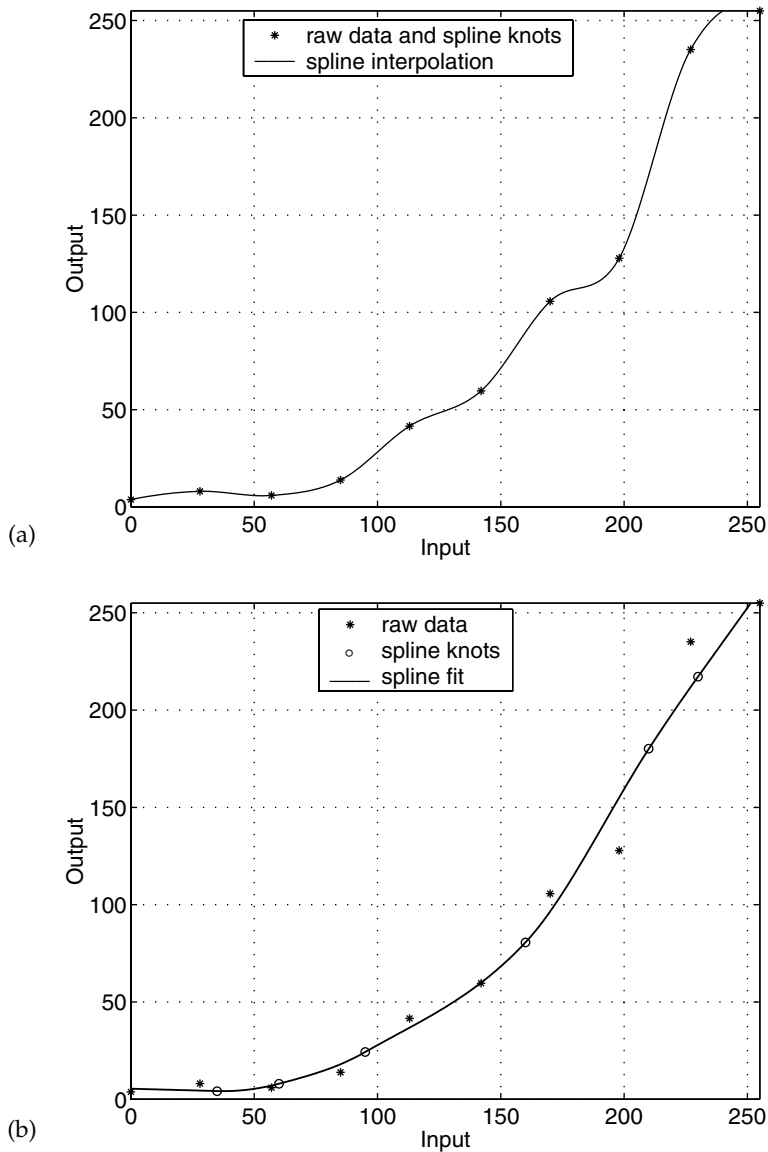 250
200
150
100
50
0
Output
raw data and spline knots
spline interpolation
0 50 100 150 200 250
Input
(a)
250
200
150
100
50
0
Output
raw data
spline knots
spline fit
0 50 100 150 200 250
Input
(b)